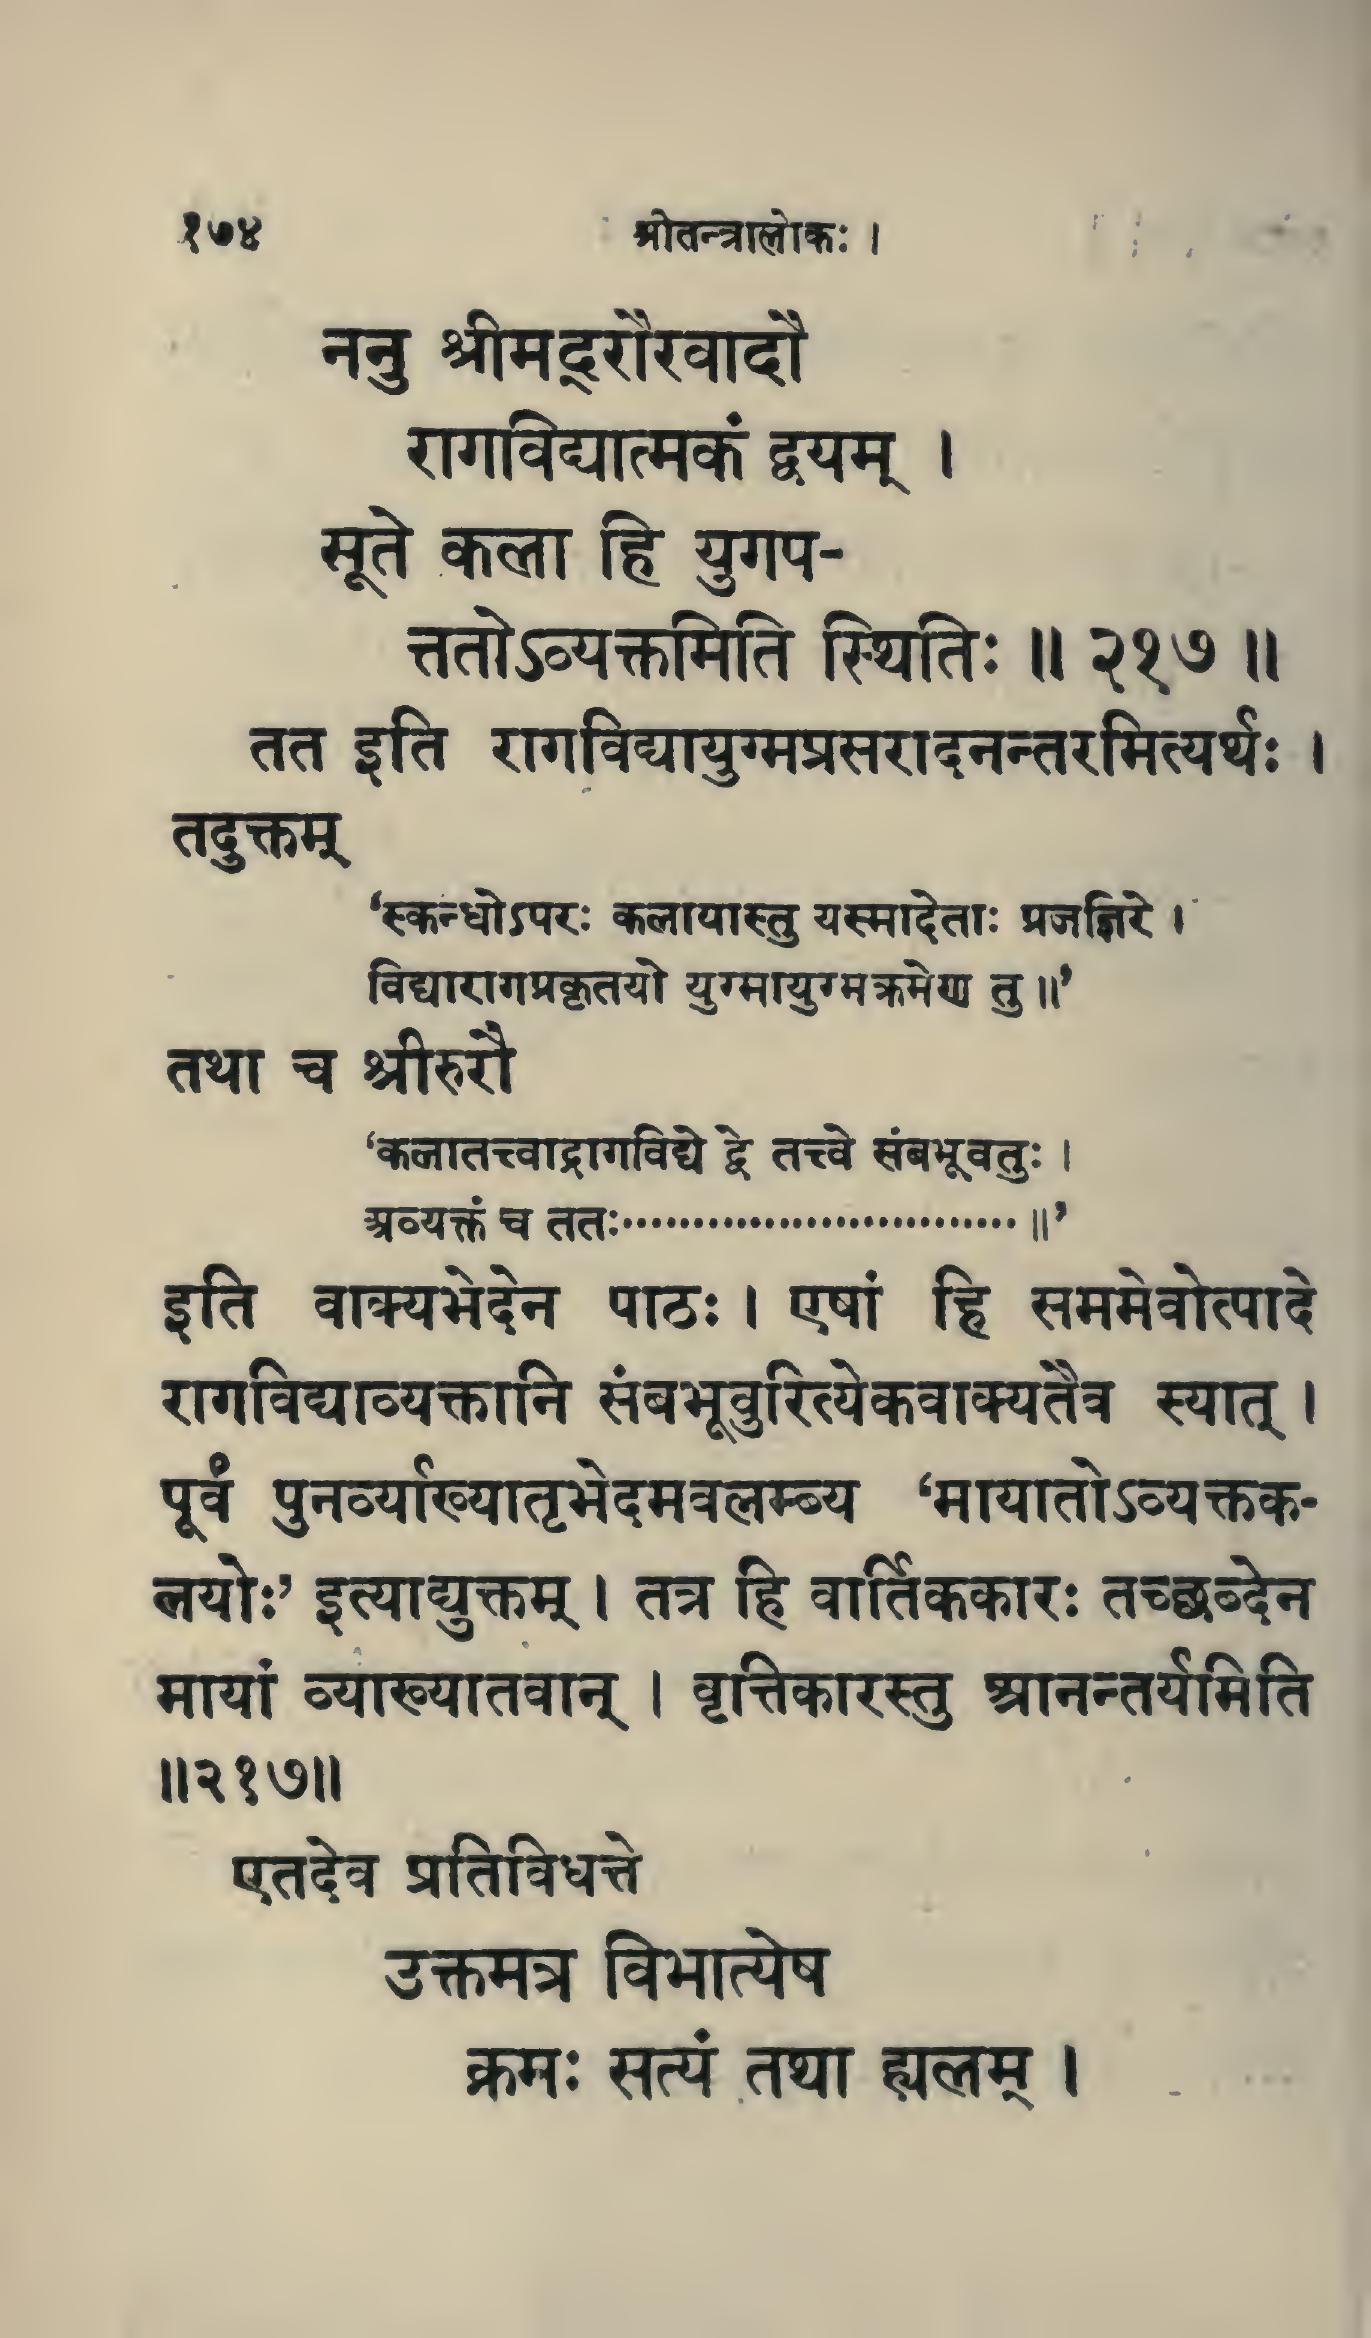 १७४ श्रीतन्त्रालोकः ।
ननु श्रीमद्रौरवादौ
रागविद्यात्मकं द्वयम् ।
सूते कला हि युगप-
त्ततोऽव्यक्तमिति स्थितिः ॥ २१७ ॥
तत इति रागविद्यायुग्मप्रसरादनन्तरमित्यर्थः ।
तदुक्तम्
‘स्कन्धोऽपरः कलायास्तु यस्मादेताः प्रजज्ञिरे ।
विद्यारागप्रकृतयो युग्मायुग्मक्रमेण तु ॥’
तथा च श्रीरुरौ
‘कलातत्त्वाद्रागविद्ये द्वे तत्त्वे संबभूवतुः ।
अव्यक्तं च ततः............................ ॥’
इति वाक्यभेदेन पाठः । एषां हि सममेवोत्पादे
रागविद्याव्यक्तानि संबभूवुरित्येकवाक्यतैव स्यात् ।
पूर्वं पुनर्व्याख्यातृभेदमवलम्ब्य ‘मायातोऽव्यक्तक-
लयोः’ इत्याद्युक्तम् । तत्र हि वार्तिककारः तच्छब्देन
मायां व्याख्यातवान् । वृत्तिकारस्तु आनन्तर्यमिति
॥२१७॥
एतदेव प्रतिविधत्ते
उक्तमत्र विभात्येष
क्रमः सत्यं तथा ह्यलम् ।